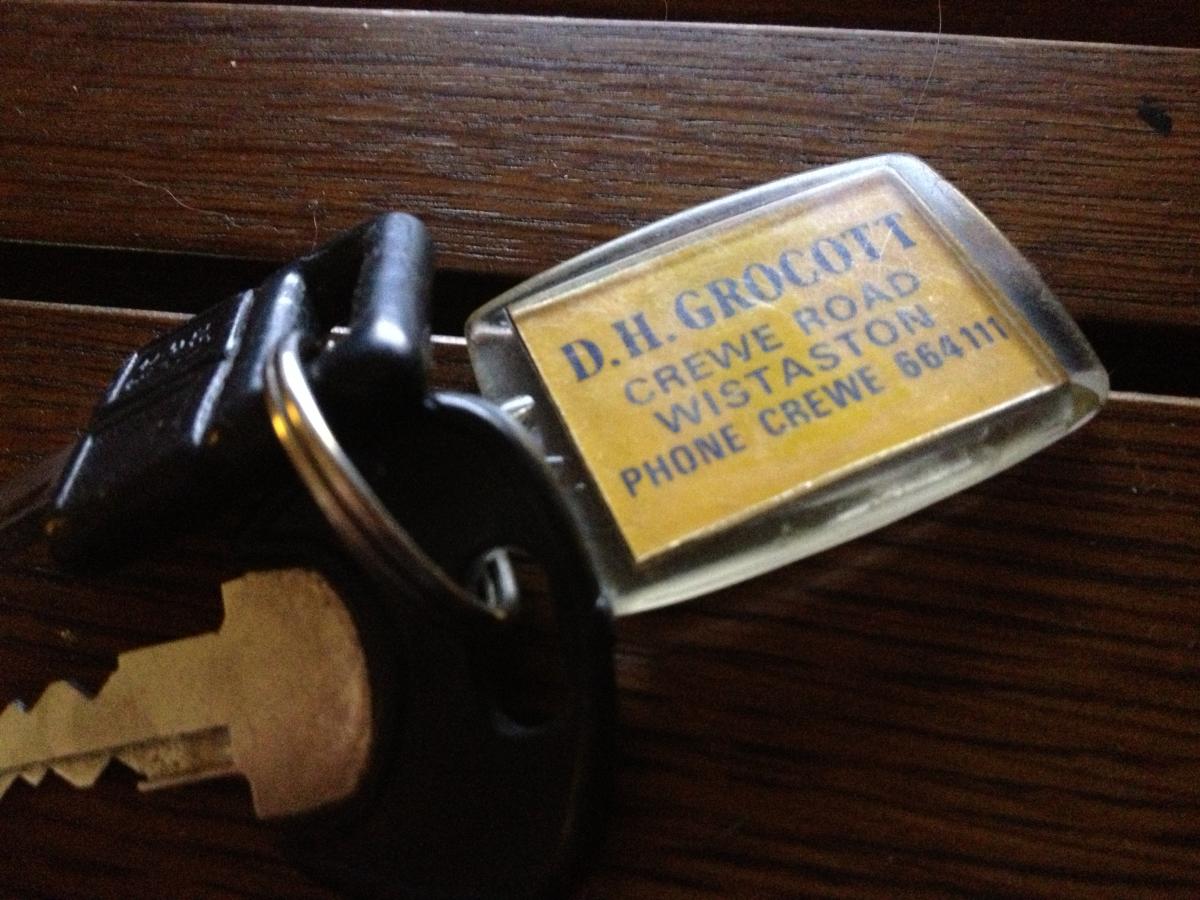 D.H. GROCOTT
CREWE ROAD
WISTASTON
PHONE CREWE 664111